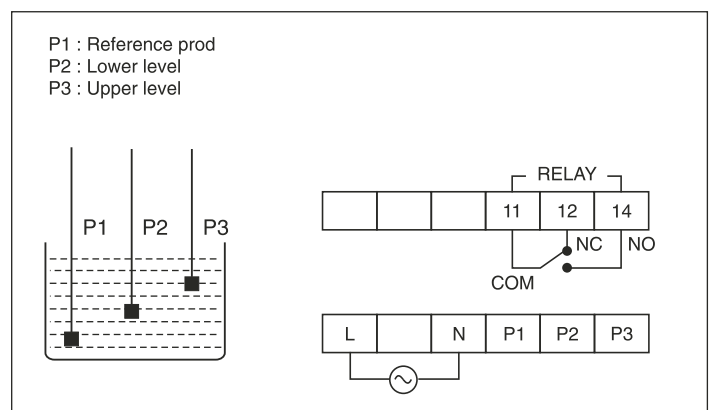 P1 : Reference prod
P2 : Lower level
P3 : Upper level
P1 P2 P3
RELAY
11 12 14
NC NO
COM
L N P1 P2 P3